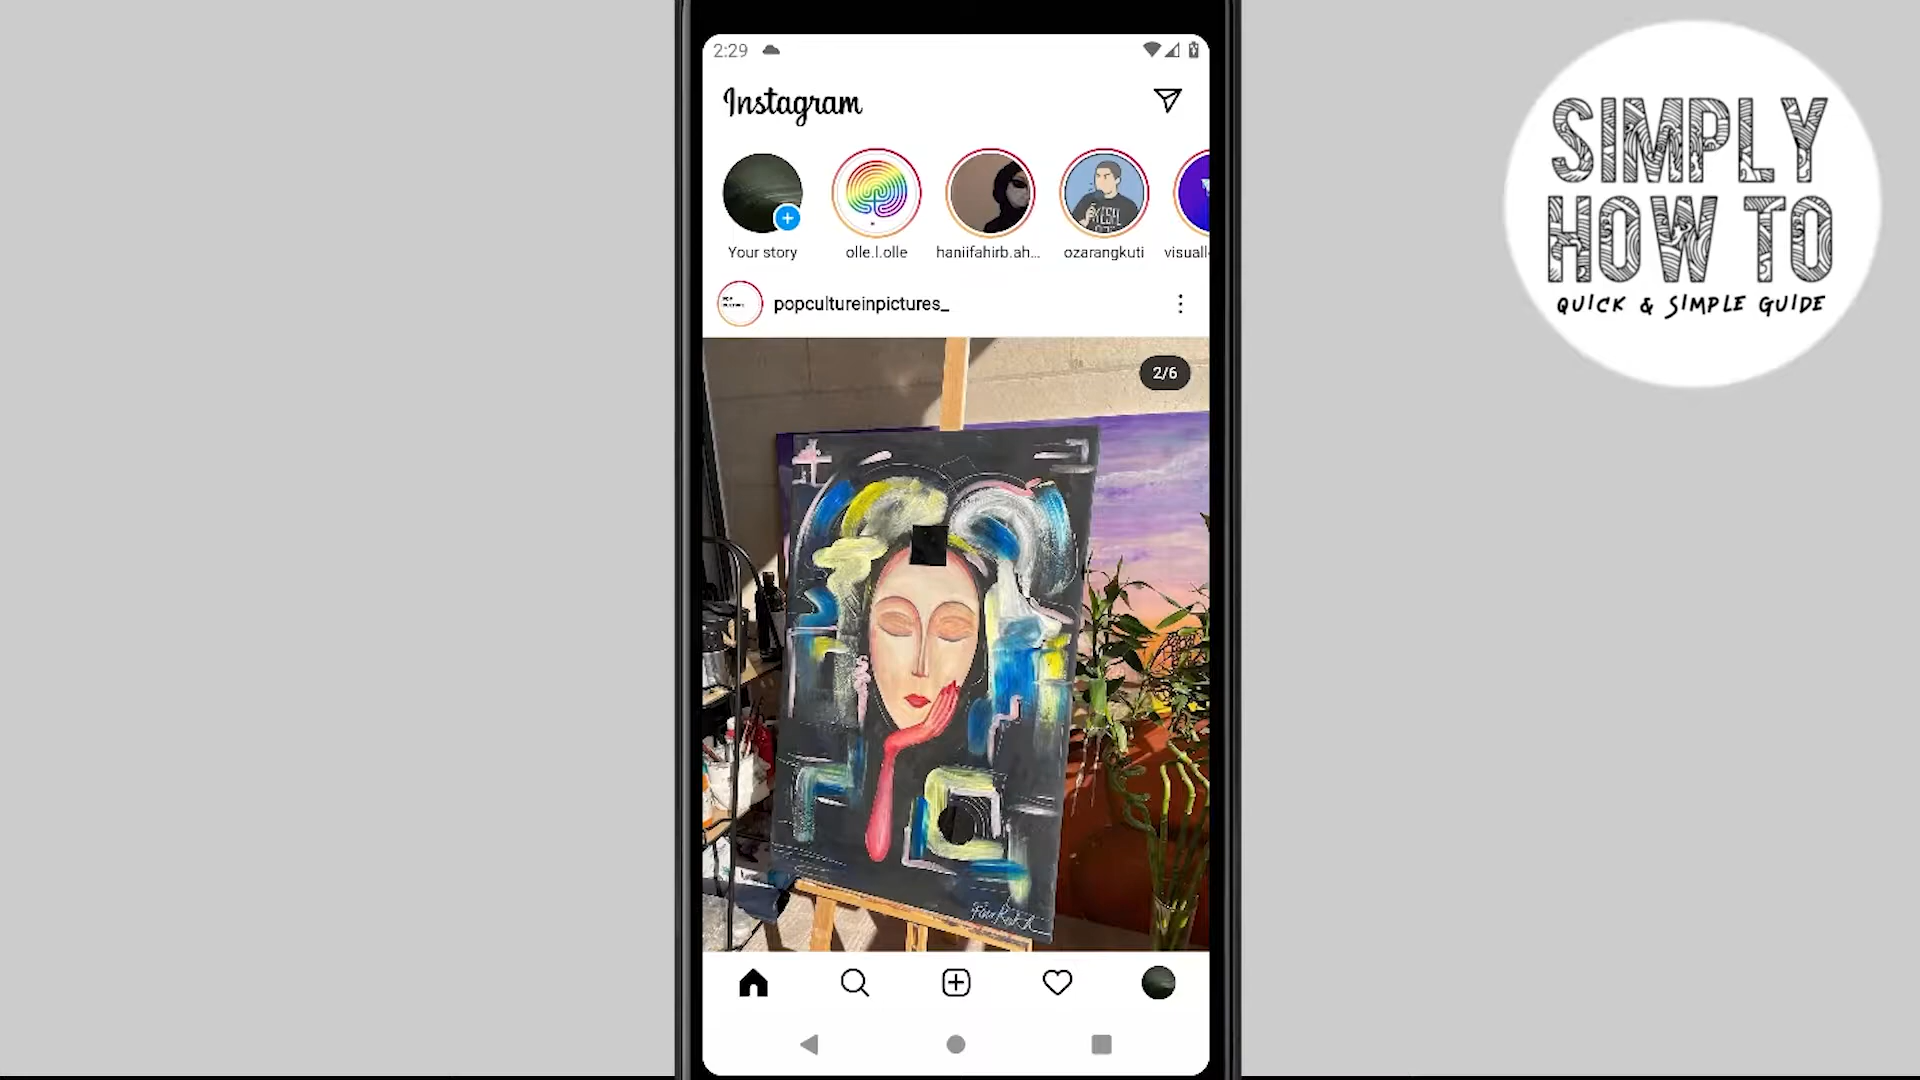 2:29
Instagram
Your story
olle.l.olle
haniifahirb.ah...
ozarangkuti
visuall
popcultureinpictures_
2/6
SIMPLY
HOW TO
QUICK & SIMPLE GUIDE